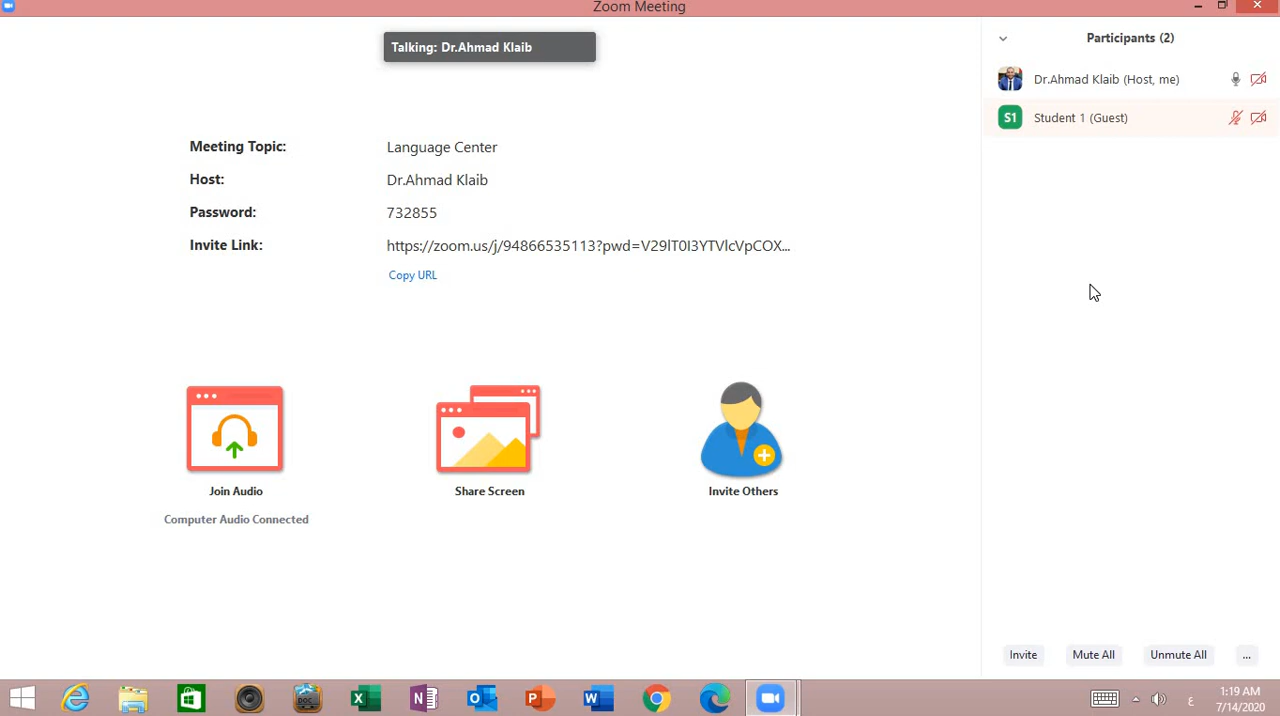 Zoom Meeting
Talking: Dr.Ahmad Klaib
Meeting Topic: Language Center
Host: Dr.Ahmad Klaib
Password: 732855
Invite Link: https://zoom.us/j/94866535113?pwd=V29lT0I3YTVlcVpCOX...
Copy URL
Join Audio
Computer Audio Connected
Share Screen
Invite Others
Participants (2)
Dr.Ahmad Klaib (Host, me)
S1 Student 1 (Guest)
Invite Mute All Unmute All ...
DOC
ع
1:19 AM
7/14/2020